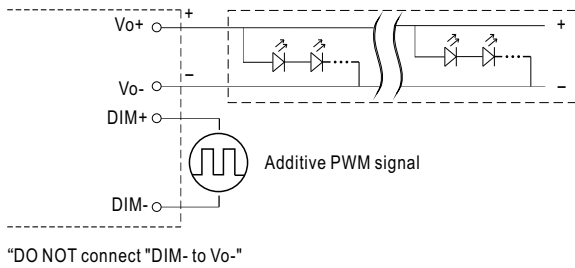 Vo+ + +
Vo- – –
DIM+
Additive PWM signal
DIM-
“DO NOT connect "DIM- to Vo-"